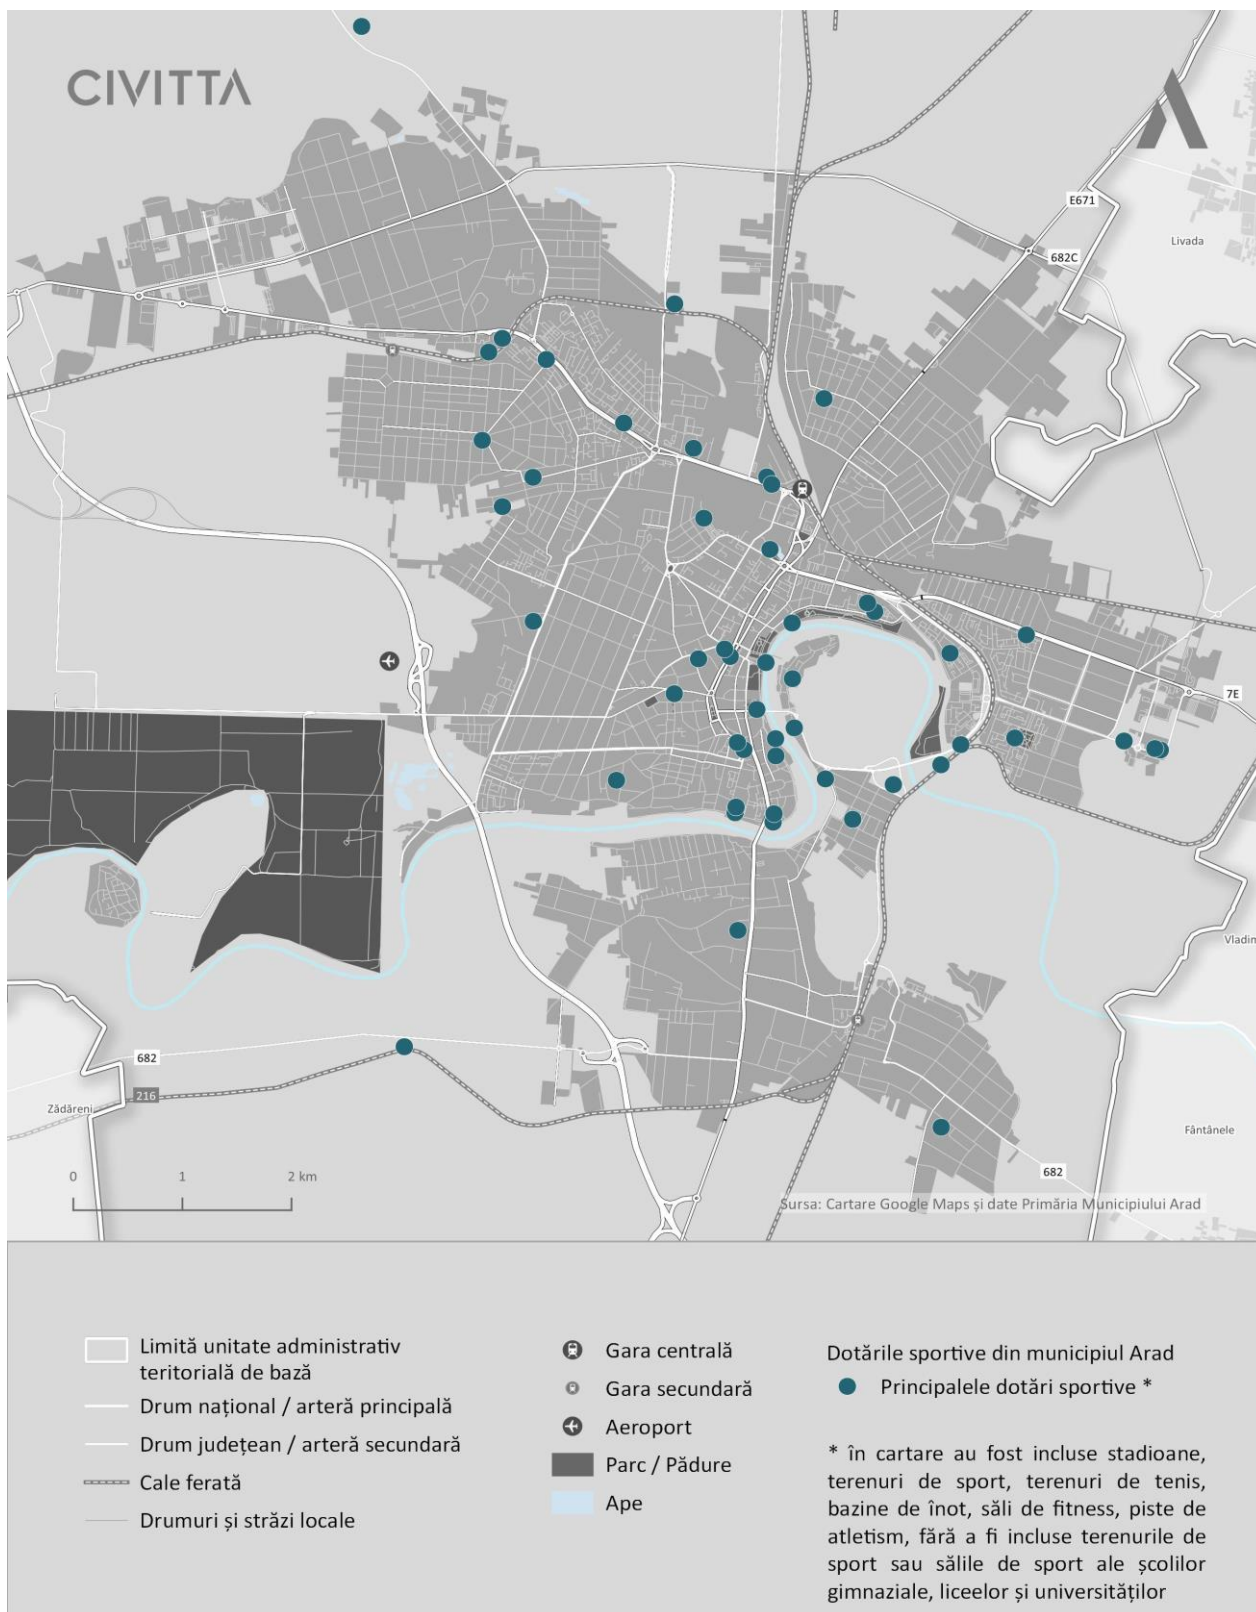 CIVITTA
E671
Livada
682C
7E
Vladim
682
216
Zădăreni
Fântânele
682
0 1 2 km
Sursa: Cartare Google Maps și date Primăria Municipiului Arad
Limită unitate administrativ
teritorială de bază
Drum național / arteră principală
Drum județean / arteră secundară
Cale ferată
Drumuri și străzi locale
Gara centrală
Gara secundară
Aeroport
Parc / Pădure
Ape
Dotările sportive din municipiul Arad
Principalele dotări sportive *
* în cartare au fost incluse stadioane,
terenuri de sport, terenuri de tenis,
bazine de înot, săli de fitness, piste de
atletism, fără a fi incluse terenurile de
sport sau sălile de sport ale școlilor
gimnaziale, liceelor și universităților